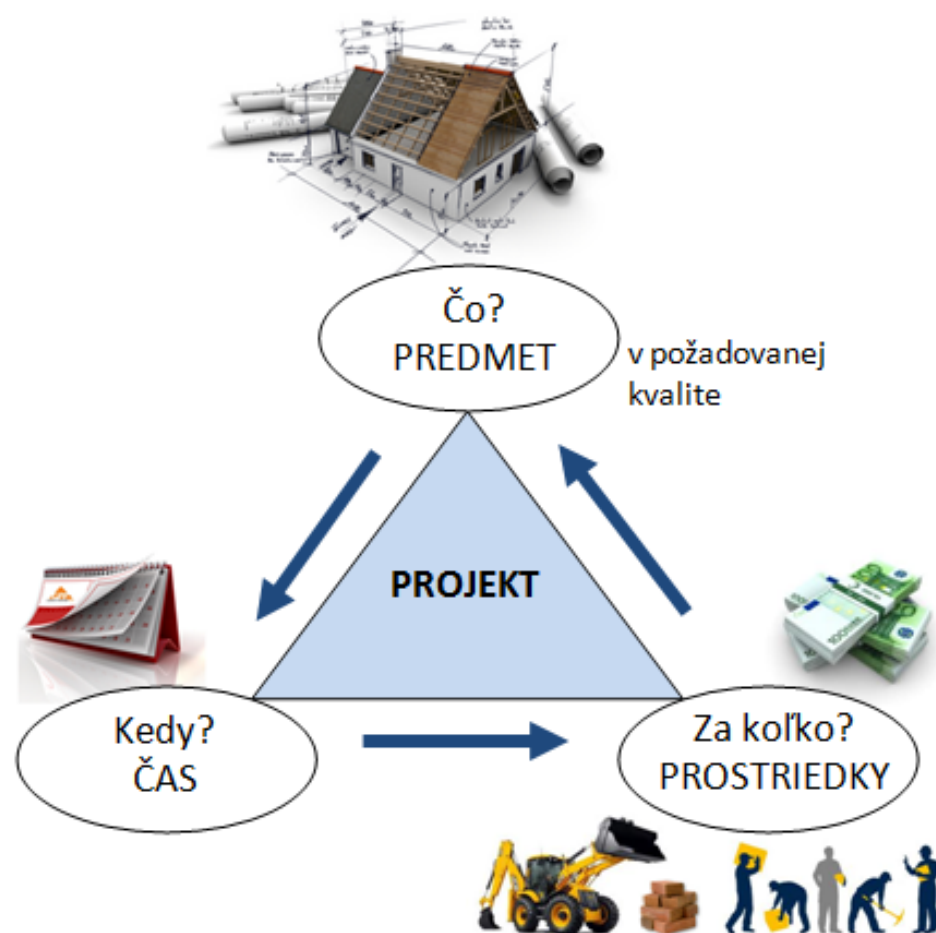 Čo?
PREDMET
v požadovanej
kvalite
PROJEKT
Kedy?
ČAS
Za koľko?
PROSTRIEDKY